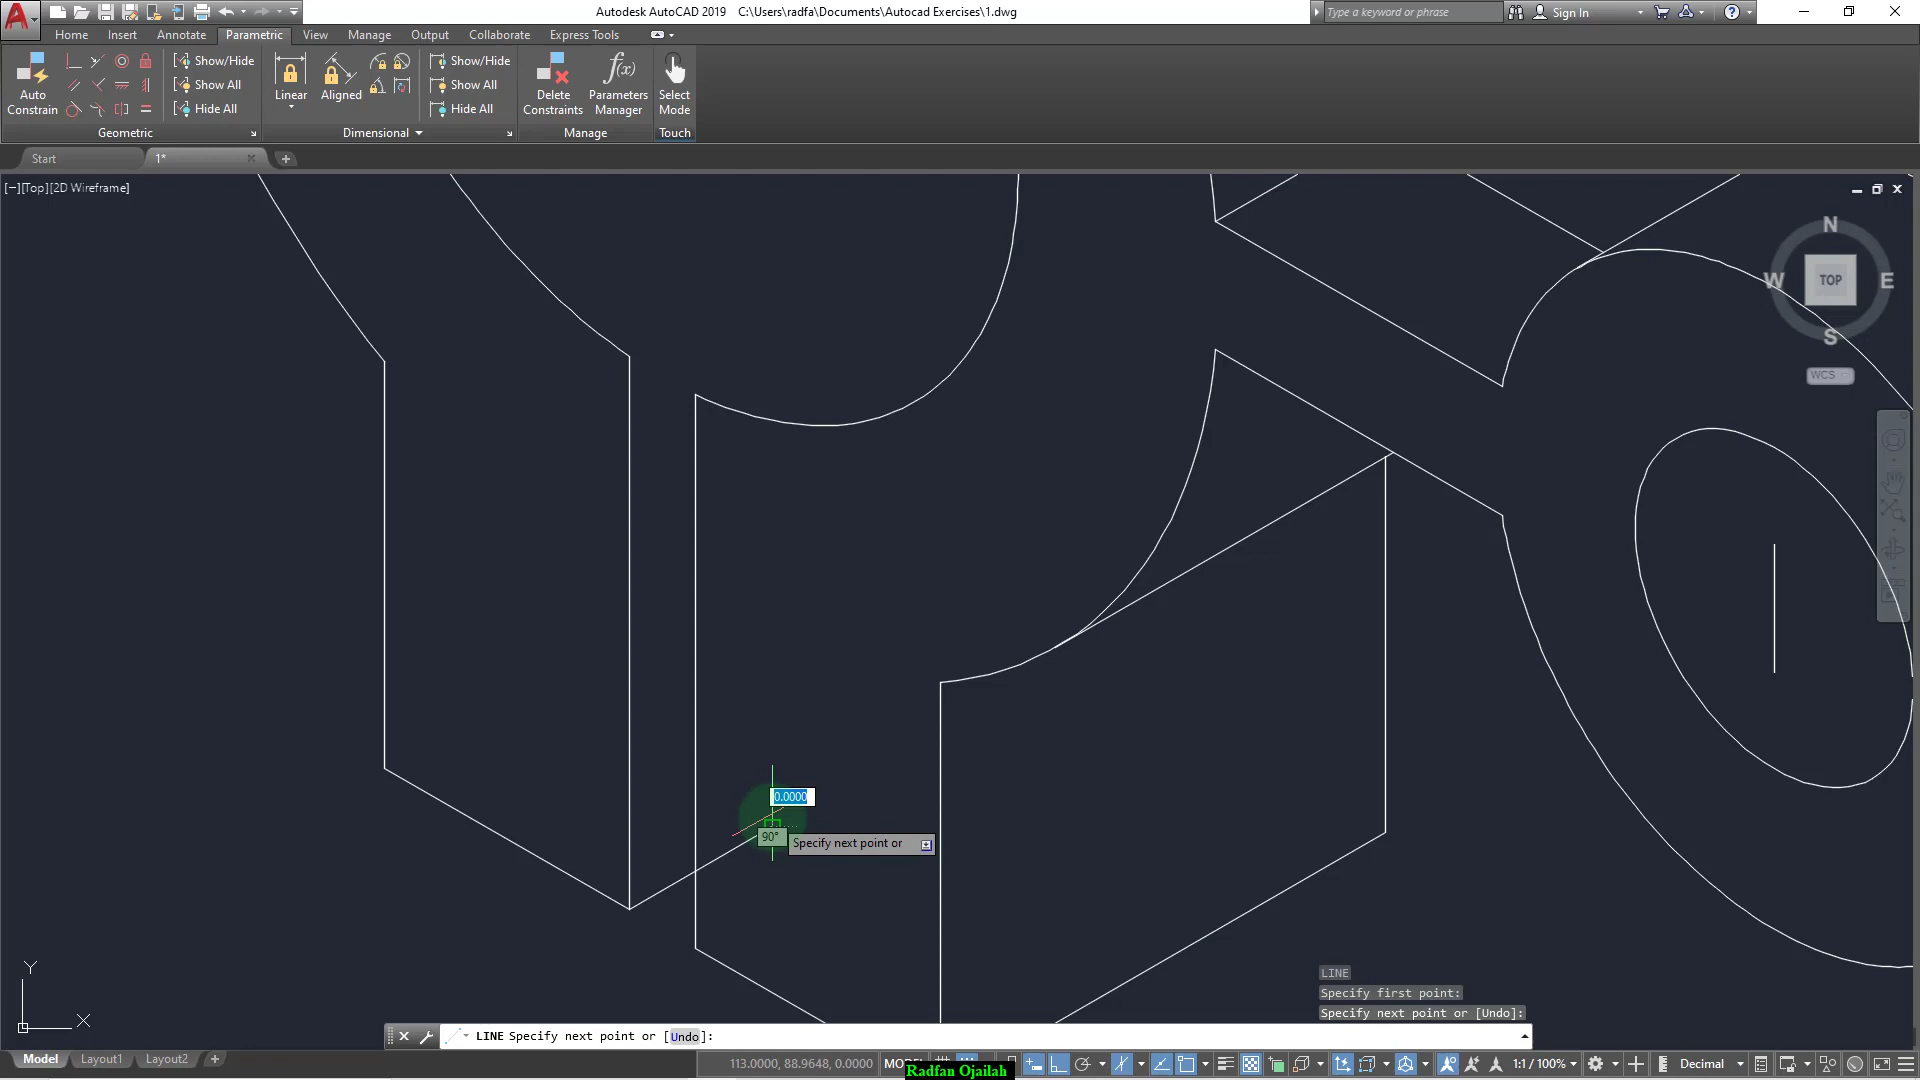 Autodesk AutoCAD 2019 C:\Users\radfa\Documents\Autocad Exercises\1.dwg
Type a keyword or phrase
Sign In
Home Insert Annotate Parametric View Manage Output Collaborate Express Tools
Auto Constrain
Show/Hide
Show All
Hide All
Geometric
Linear
Aligned
Show/Hide
Show All
Hide All
Dimensional
Delete Constraints
f(x)
Parameters Manager
Manage
Select Mode
Touch
Start
1*
[−][Top][2D Wireframe]
N
W TOP E
S
WCS
0.0000
90°
Specify next point or
Y
X
LINE
Specify first point:
Specify next point or [Undo]:
LINE Specify next point or [Undo]:
Model Layout1 Layout2
113.0000, 88.9648, 0.0000
1:1 / 100%
Decimal
Radfan Ojailah